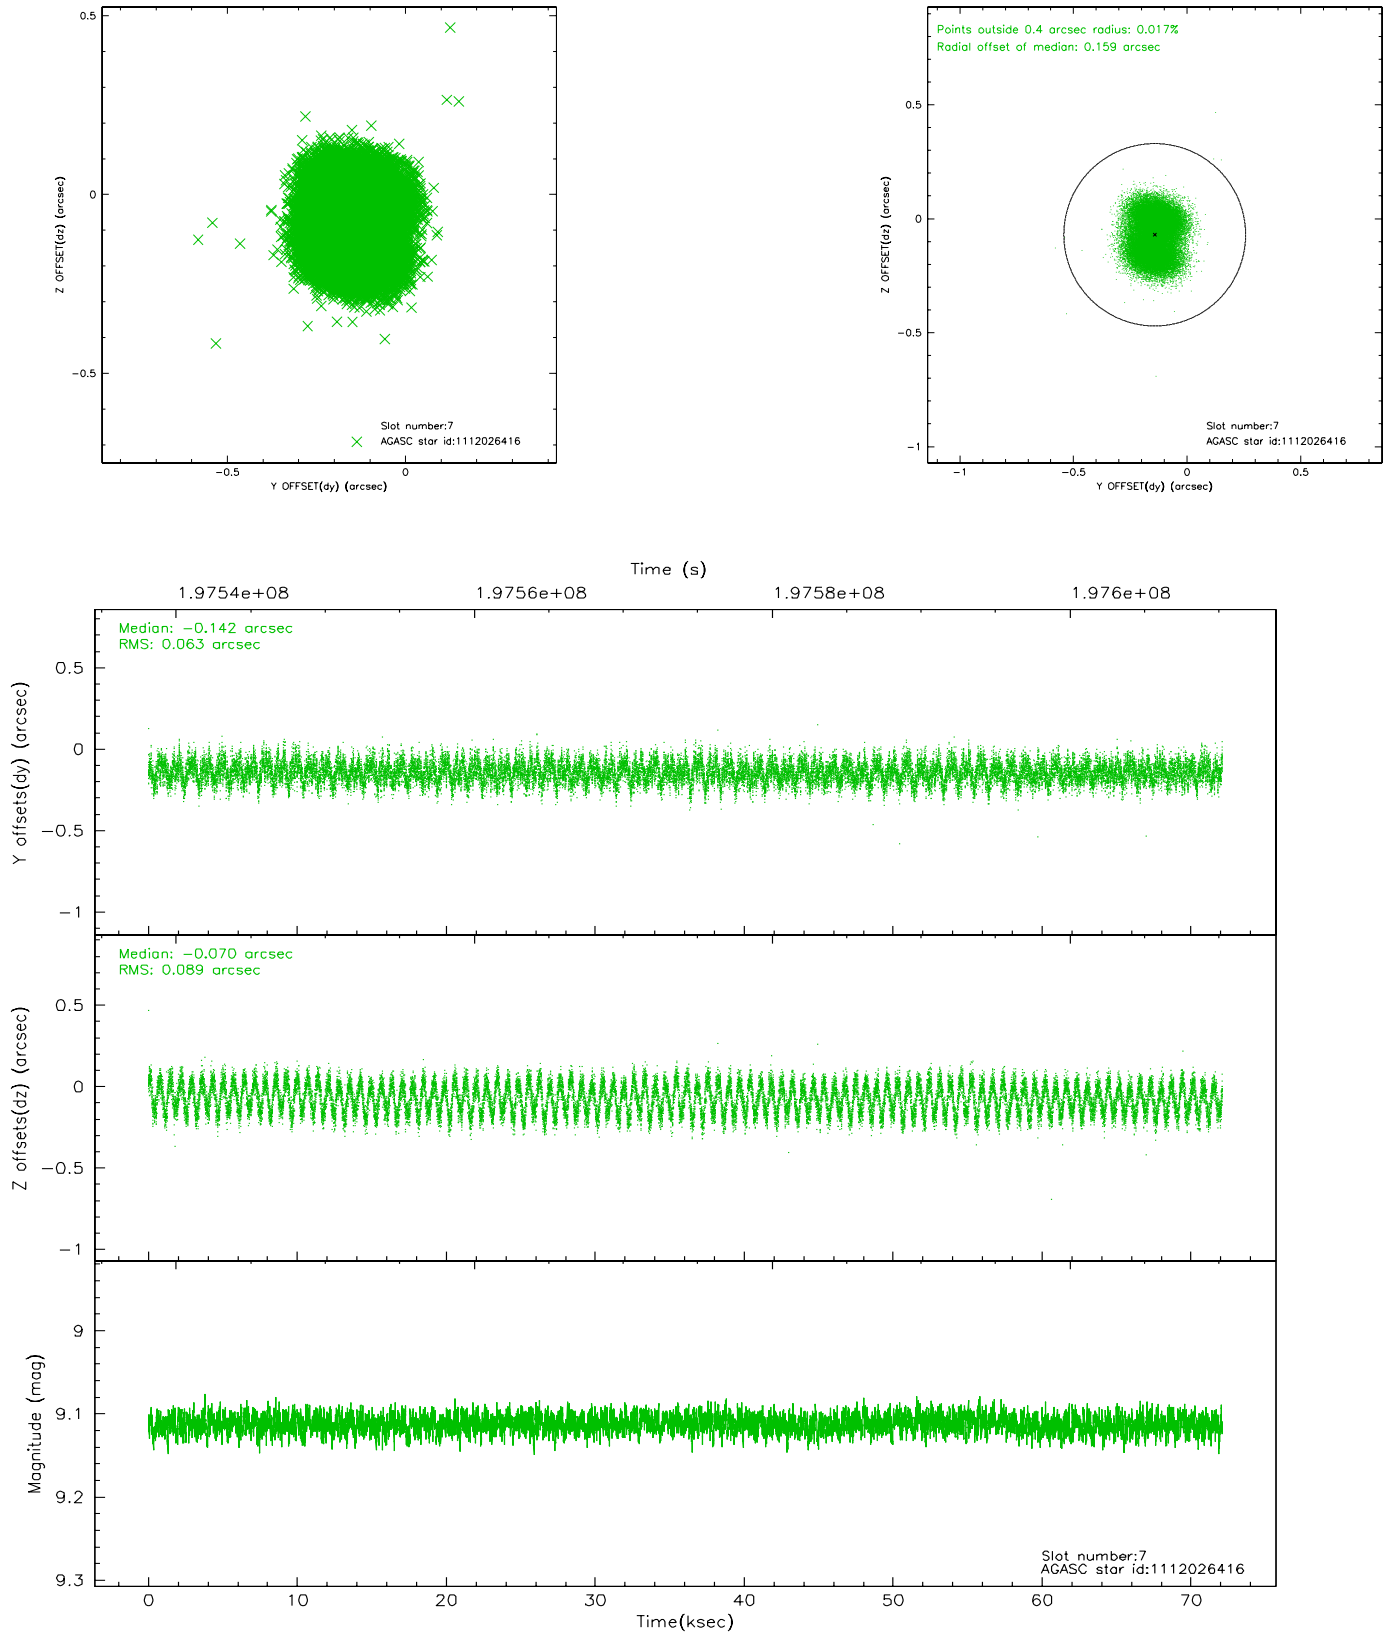 0.5
0
-0.5
Z OFFSET(dz) (arcsec)
Slot number:7
AGASC star id:1112026416
-0.5
0
Y OFFSET(dy) (arcsec)
Points outside 0.4 arcsec radius: 0.017%
Radial offset of median: 0.159 arcsec
0.5
0
-0.5
-1
Z OFFSET(dz) (arcsec)
Slot number:7
AGASC star id:1112026416
-1
-0.5
0
0.5
Y OFFSET(dy) (arcsec)
Time (s)
1.9754e+08
1.9756e+08
1.9758e+08
1.976e+08
Median: -0.142 arcsec
RMS: 0.063 arcsec
0.5
0
-0.5
-1
Y offsets(dy) (arcsec)
Median: -0.070 arcsec
RMS: 0.089 arcsec
0.5
0
-0.5
-1
Z offsets(dz) (arcsec)
9
9.1
9.2
9.3
Magnitude (mag)
Slot number:7
AGASC star id:1112026416
0
10
20
30
40
50
60
70
Time(ksec)